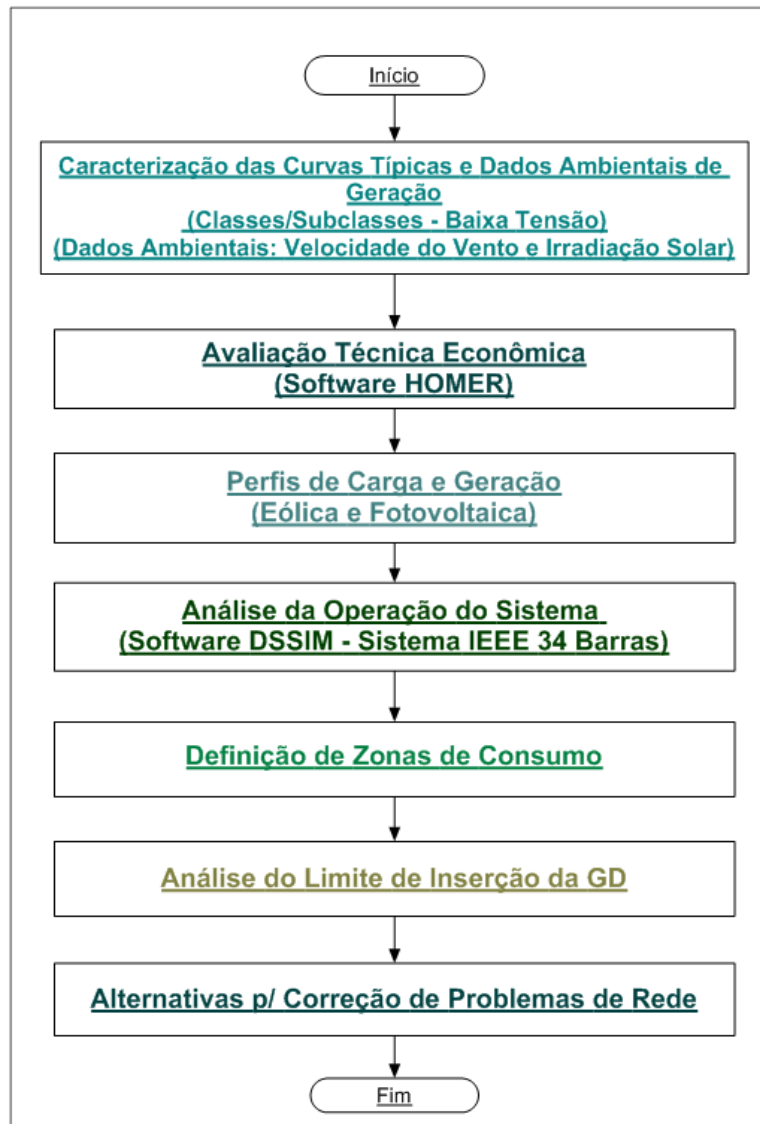 Início
Caracterização das Curvas Típicas e Dados Ambientais de
Geração
(Classes/Subclasses - Baixa Tensão)
(Dados Ambientais: Velocidade do Vento e Irradiação Solar)
Avaliação Técnica Econômica
(Software HOMER)
Perfis de Carga e Geração
(Eólica e Fotovoltaica)
Análise da Operação do Sistema
(Software DSSIM - Sistema IEEE 34 Barras)
Definição de Zonas de Consumo
Análise do Limite de Inserção da GD
Alternativas p/ Correção de Problemas de Rede
Fim